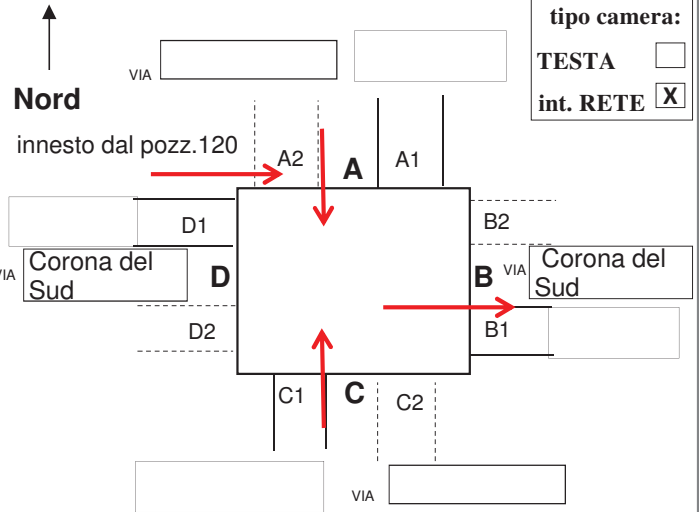 tipo camera:
TESTA
int. RETE X
VIA
Nord
innesto dal pozz.120
A2
A
A1
D1
B2
VIA
Corona del
Sud
D
B
VIA
Corona del
Sud
D2
B1
C1
C
C2
VIA